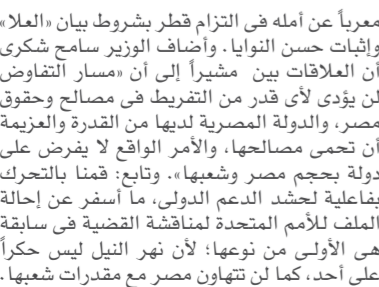 معرباً عن أمله فى التزام قطر بشروط بيان «العلا»
وإثبات حسن النوايا. وأضاف الوزير سامح شكرى
أن العلاقات بين  مشيراً إلى أن «مسار التفاوض
لن يؤدى لأى قدر من التفريط فى مصالح وحقوق
مصر، والدولة المصرية لديها من القدرة والعزيمة
أن تحمى مصالحها، والأمر الواقع لا يفرض على
دولة بحجم مصر وشعبها». وتابع: قمنا بالتحرك
بفاعلية لحشد الدعم الدولى، ما أسفر عن إحالة
الملف للأمم المتحدة لمناقشة القضية فى سابقة
هى الأولى من نوعها؛ لأن نهر النيل ليس حكراً
على أحد، كما لن تتهاون مصر مع مقدرات شعبها.